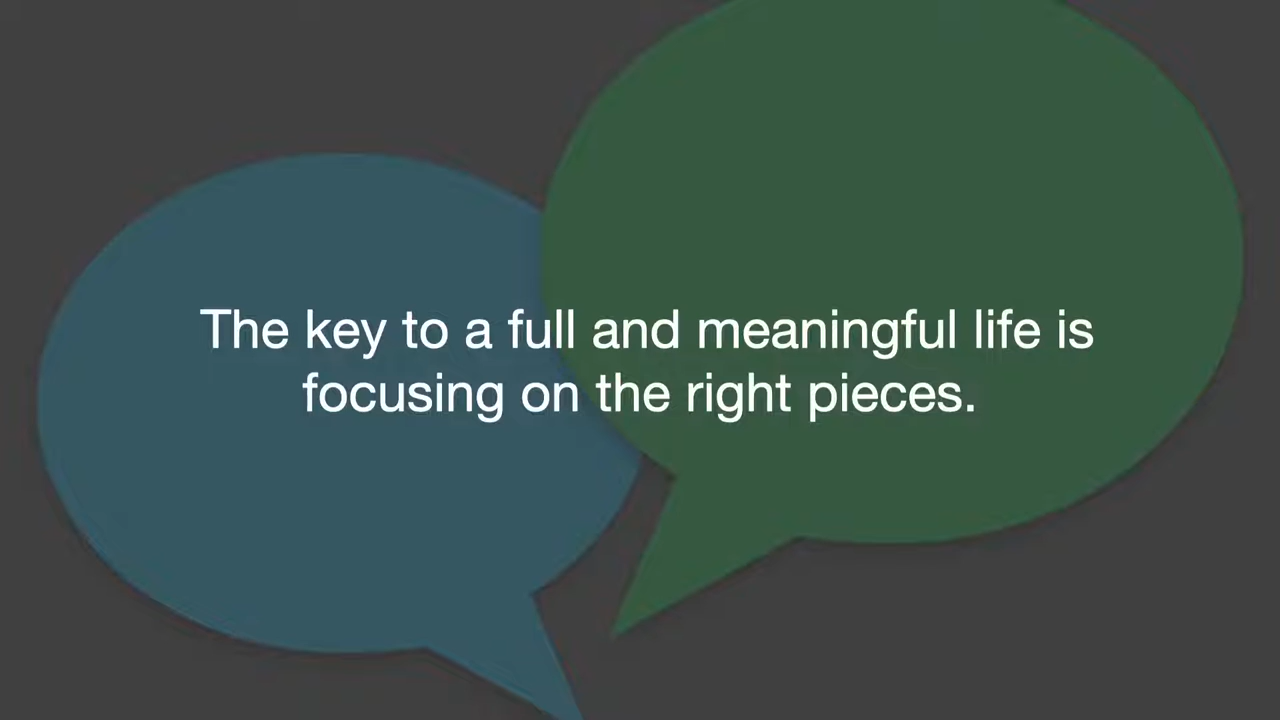 The key to a full and meaningful life is
focusing on the right pieces.